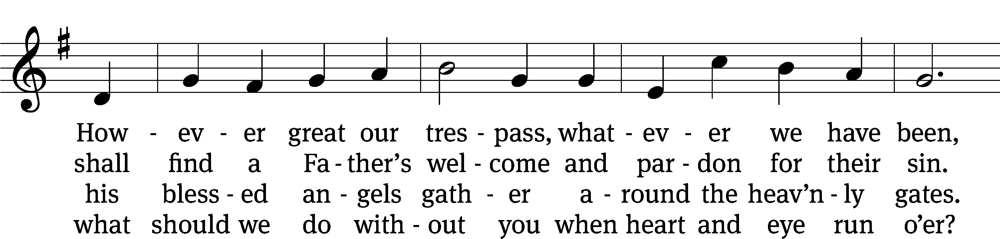 How - ev - er great our tres - pass, what - ev - er we have been,
shall find a Fa - ther’s wel - come and par - don for their sin.
his bless - ed an - gels gath - er a - round the heav’n - ly gates.
what should we do with - out you when heart and eye run o’er?